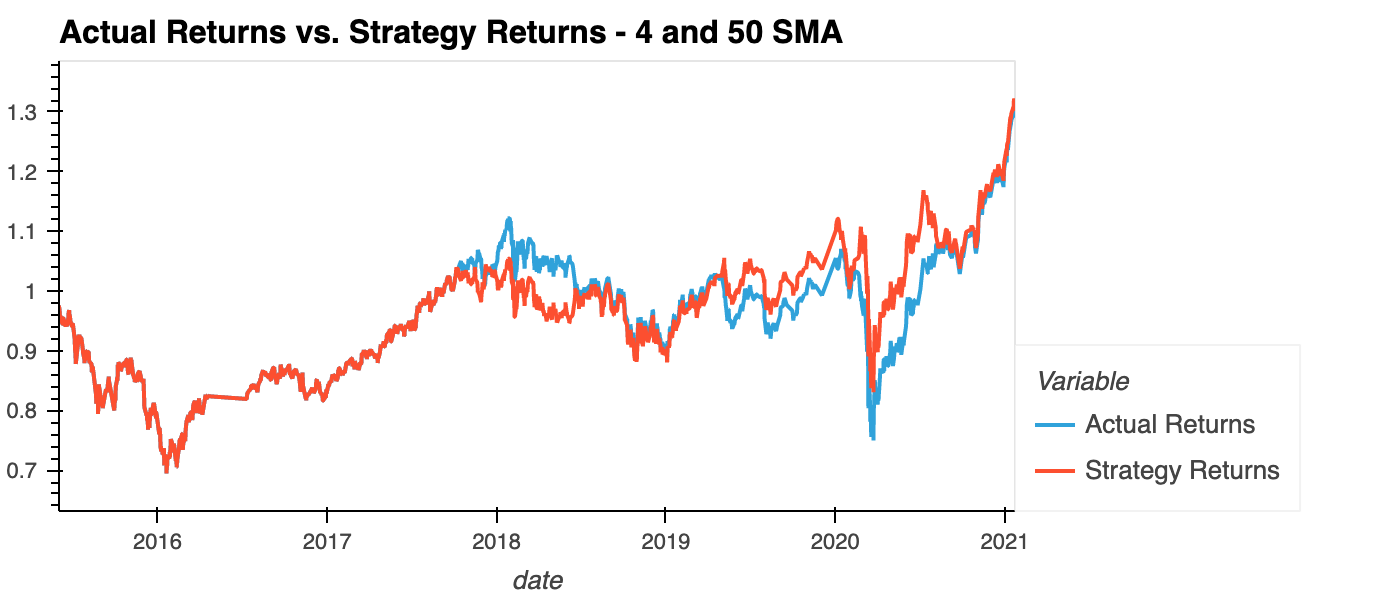 Actual Returns vs. Strategy Returns - 4 and 50 SMA
1.3
1.2
1.1
1
0.9
0.8
0.7
2016 2017 2018 2019 2020 2021
date
Variable
Actual Returns
Strategy Returns